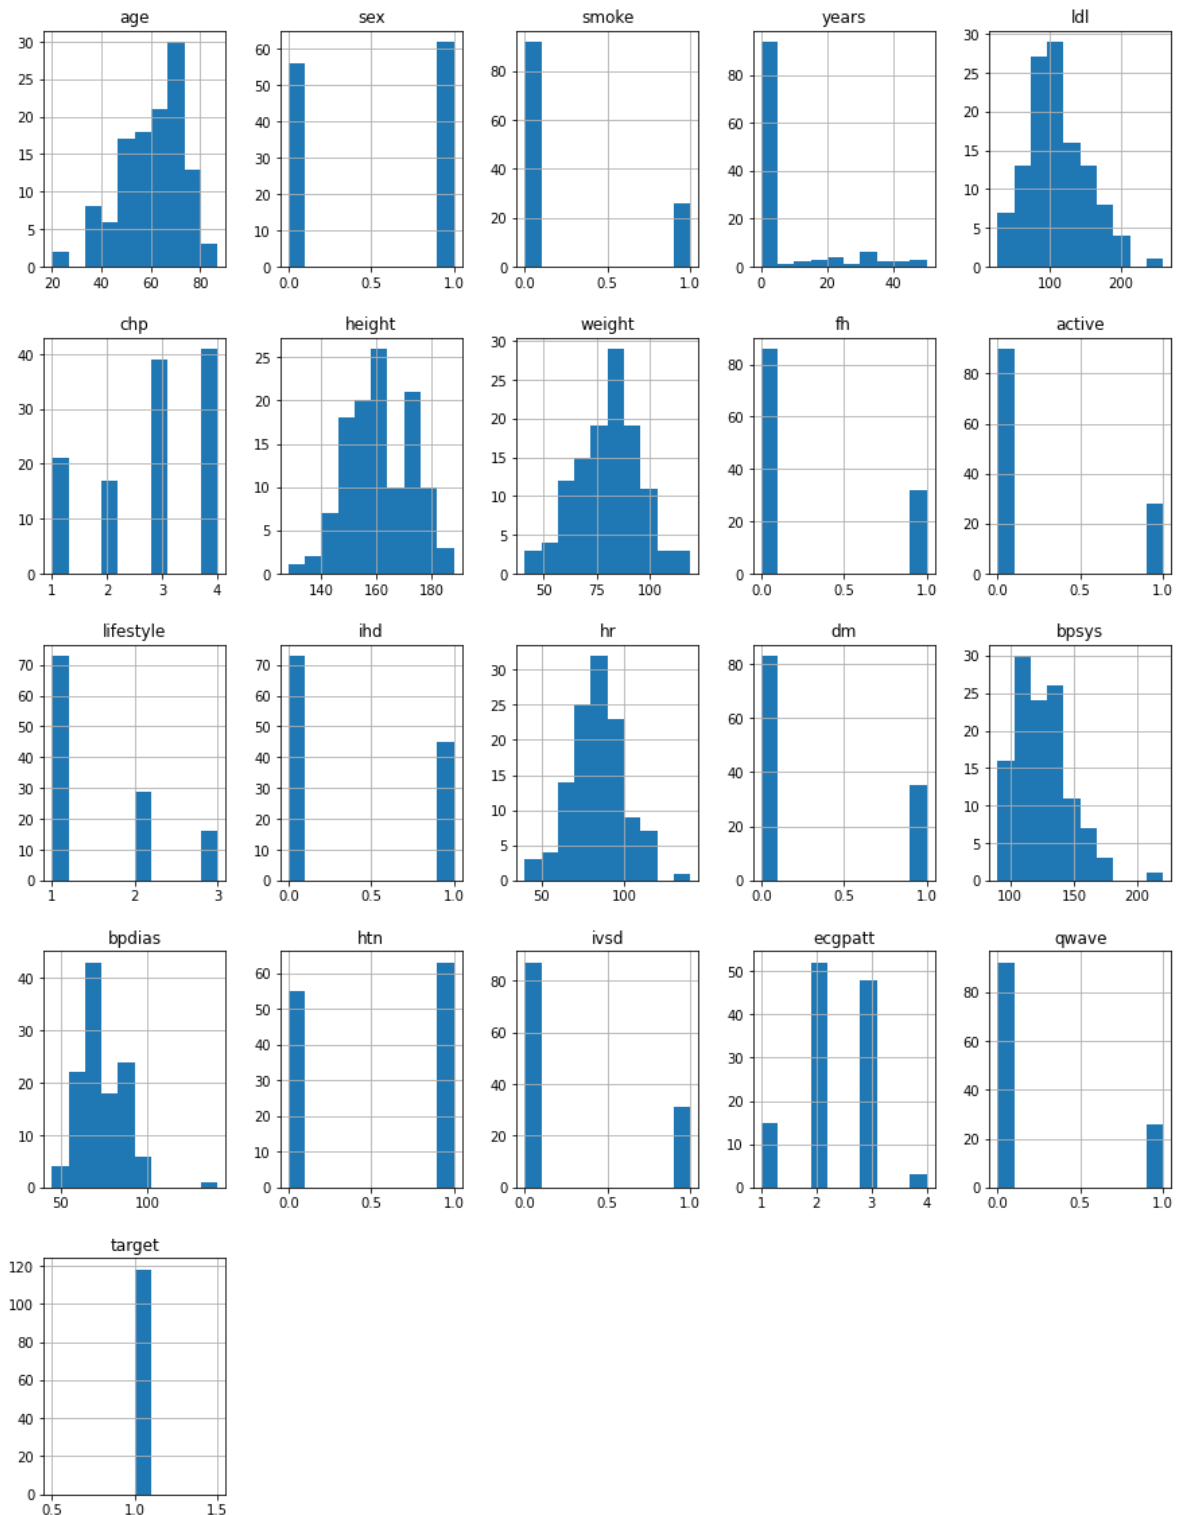 age sex smoke years ldl
30 25 20 15 10 5 0
20 40 60 80
60 50 40 30 20 10 0
0.0 0.5 1.0
80 60 40 20 0
0.0 0.5 1.0
80 60 40 20 0
0 20 40
30 25 20 15 10 5 0
100 200
chp height weight fh active
40 30 20 10 0
1 2 3 4
25 20 15 10 5 0
140 160 180
30 25 20 15 10 5 0
50 75 100
80 60 40 20 0
0.0 0.5 1.0
80 60 40 20 0
0.0 0.5 1.0
lifestyle ihd hr dm bpsys
70 60 50 40 30 20 10 0
1 2 3
70 60 50 40 30 20 10 0
0.0 0.5 1.0
30 25 20 15 10 5 0
50 100
80 60 40 20 0
0.0 0.5 1.0
30 25 20 15 10 5 0
100 150 200
bpdias htn ivsd ecgpatt qwave
40 30 20 10 0
50 100
60 50 40 30 20 10 0
0.0 0.5 1.0
80 60 40 20 0
0.0 0.5 1.0
50 40 30 20 10 0
1 2 3 4
80 60 40 20 0
0.0 0.5 1.0
target
120 100 80 60 40 20 0
0.5 1.0 1.5